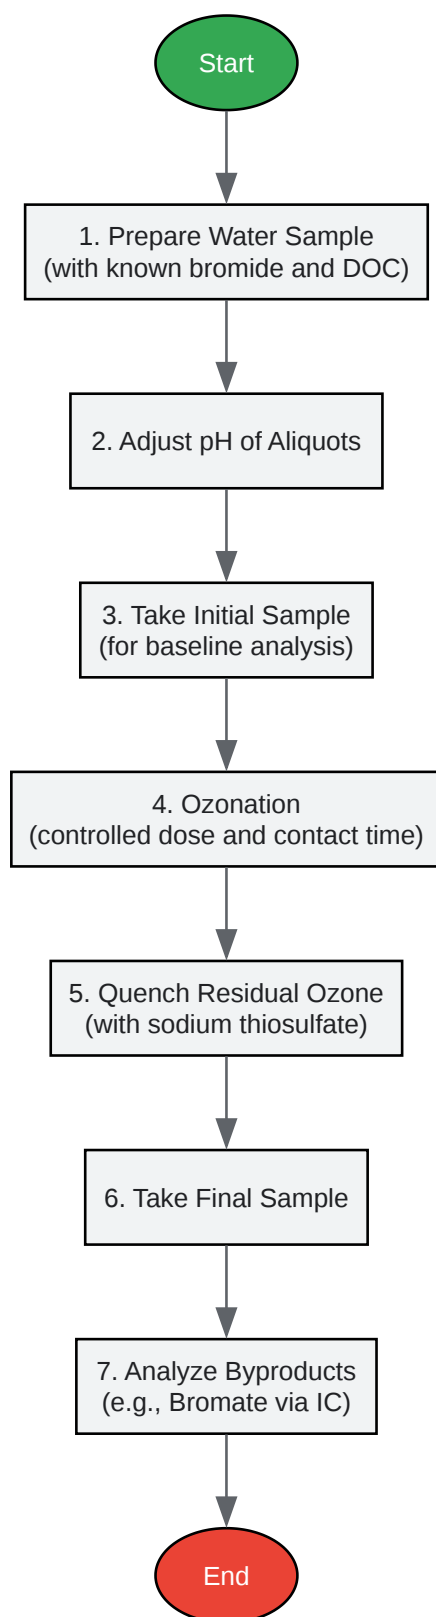 Start
1. Prepare Water Sample
(with known bromide and DOC)
2. Adjust pH of Aliquots
3. Take Initial Sample
(for baseline analysis)
4. Ozonation
(controlled dose and contact time)
5. Quench Residual Ozone
(with sodium thiosulfate)
6. Take Final Sample
7. Analyze Byproducts
(e.g., Bromate via IC)
End